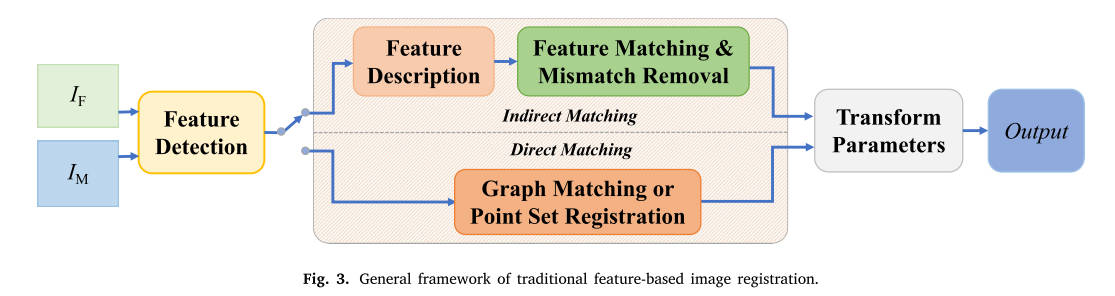 I_F
I_M
Feature
Detection
Feature
Description
Feature Matching &
Mismatch Removal
Indirect Matching
Direct Matching
Graph Matching or
Point Set Registration
Transform
Parameters
Output
Fig. 3. General framework of traditional feature-based image registration.